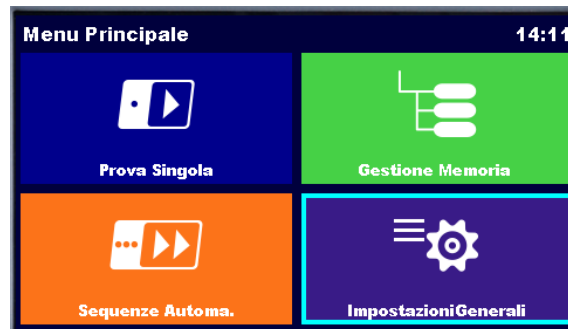 Menu Principale 14:11
Prova Singola
Gestione Memoria
Sequenze Automa.
ImpostazioniGenerali